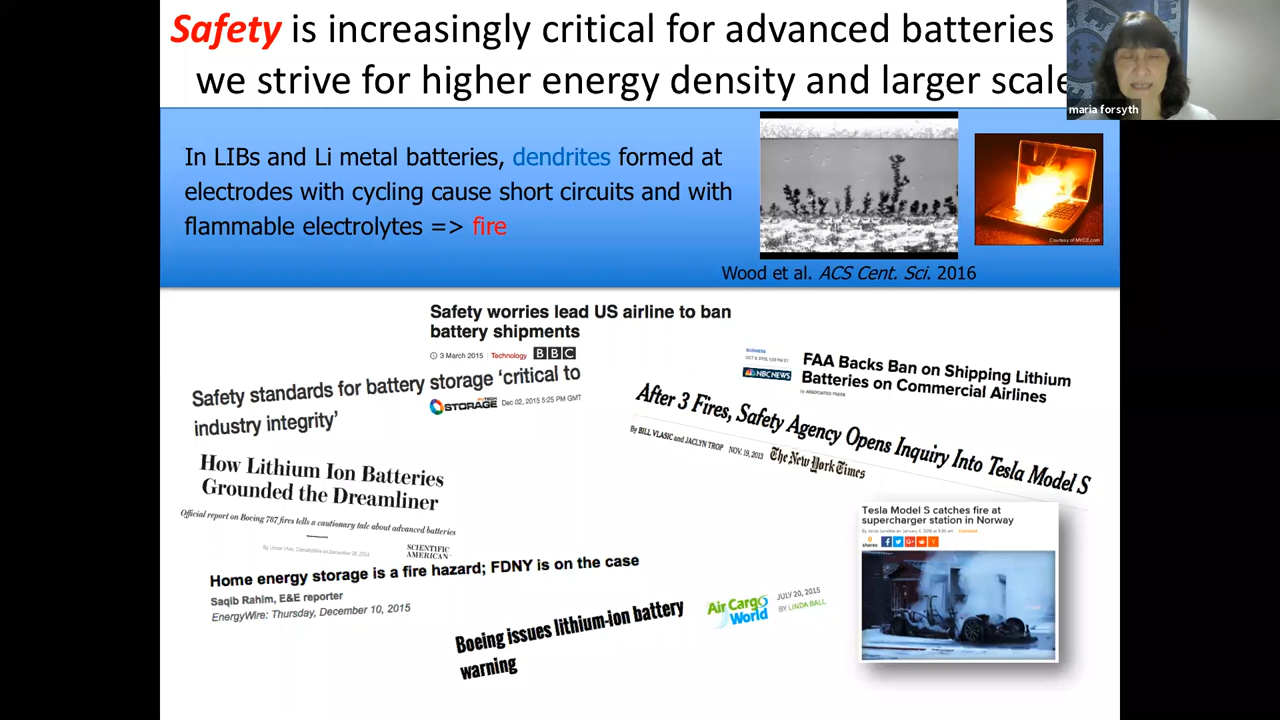 Safety is increasingly critical for advanced batteries
we strive for higher energy density and larger scale
maria forsyth
In LIBs and Li metal batteries, dendrites formed at
electrodes with cycling cause short circuits and with
flammable electrolytes => fire
Courtesy of MYCE.com
Wood et al. ACS Cent. Sci. 2016
Safety worries lead US airline to ban
battery shipments
3 March 2015 Technology BBC
BUSINESS
NBC NEWS
FAA Backs Ban on Shipping Lithium
Batteries on Commercial Airlines
by ASSOCIATED PRESS
Safety standards for battery storage ‘critical to
industry integrity’
STORAGE Dec 02, 2015 5:25 PM GMT
After 3 Fires, Safety Agency Opens Inquiry Into Tesla Model S
By BILL VLASIC and JACLYN TROP NOV. 19, 2013 The New York Times
How Lithium Ion Batteries
Grounded the Dreamliner
Official report on Boeing 787 fires tells a cautionary tale about advanced batteries
SCIENTIFIC
AMERICAN
Tesla Model S catches fire at
supercharger station in Norway
0
shares
Home energy storage is a fire hazard; FDNY is on the case
Saqib Rahim, E&E reporter
EnergyWire: Thursday, December 10, 2015
Boeing issues lithium-ion battery
warning
Air Cargo
World
JULY 20, 2015
BY LINDA BALL